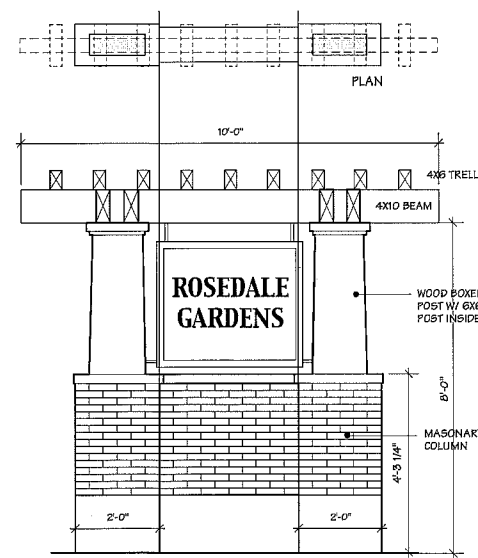 PLAN
10'-0"
4X6 TRELL
4X10 BEAM
ROSEDALE
GARDENS
WOOD BOXE
POST W/ 6X6
POST INSIDE
8'-0"
MASONAR
COLUMN
4'-3 1/4"
2'-0"
2'-0"